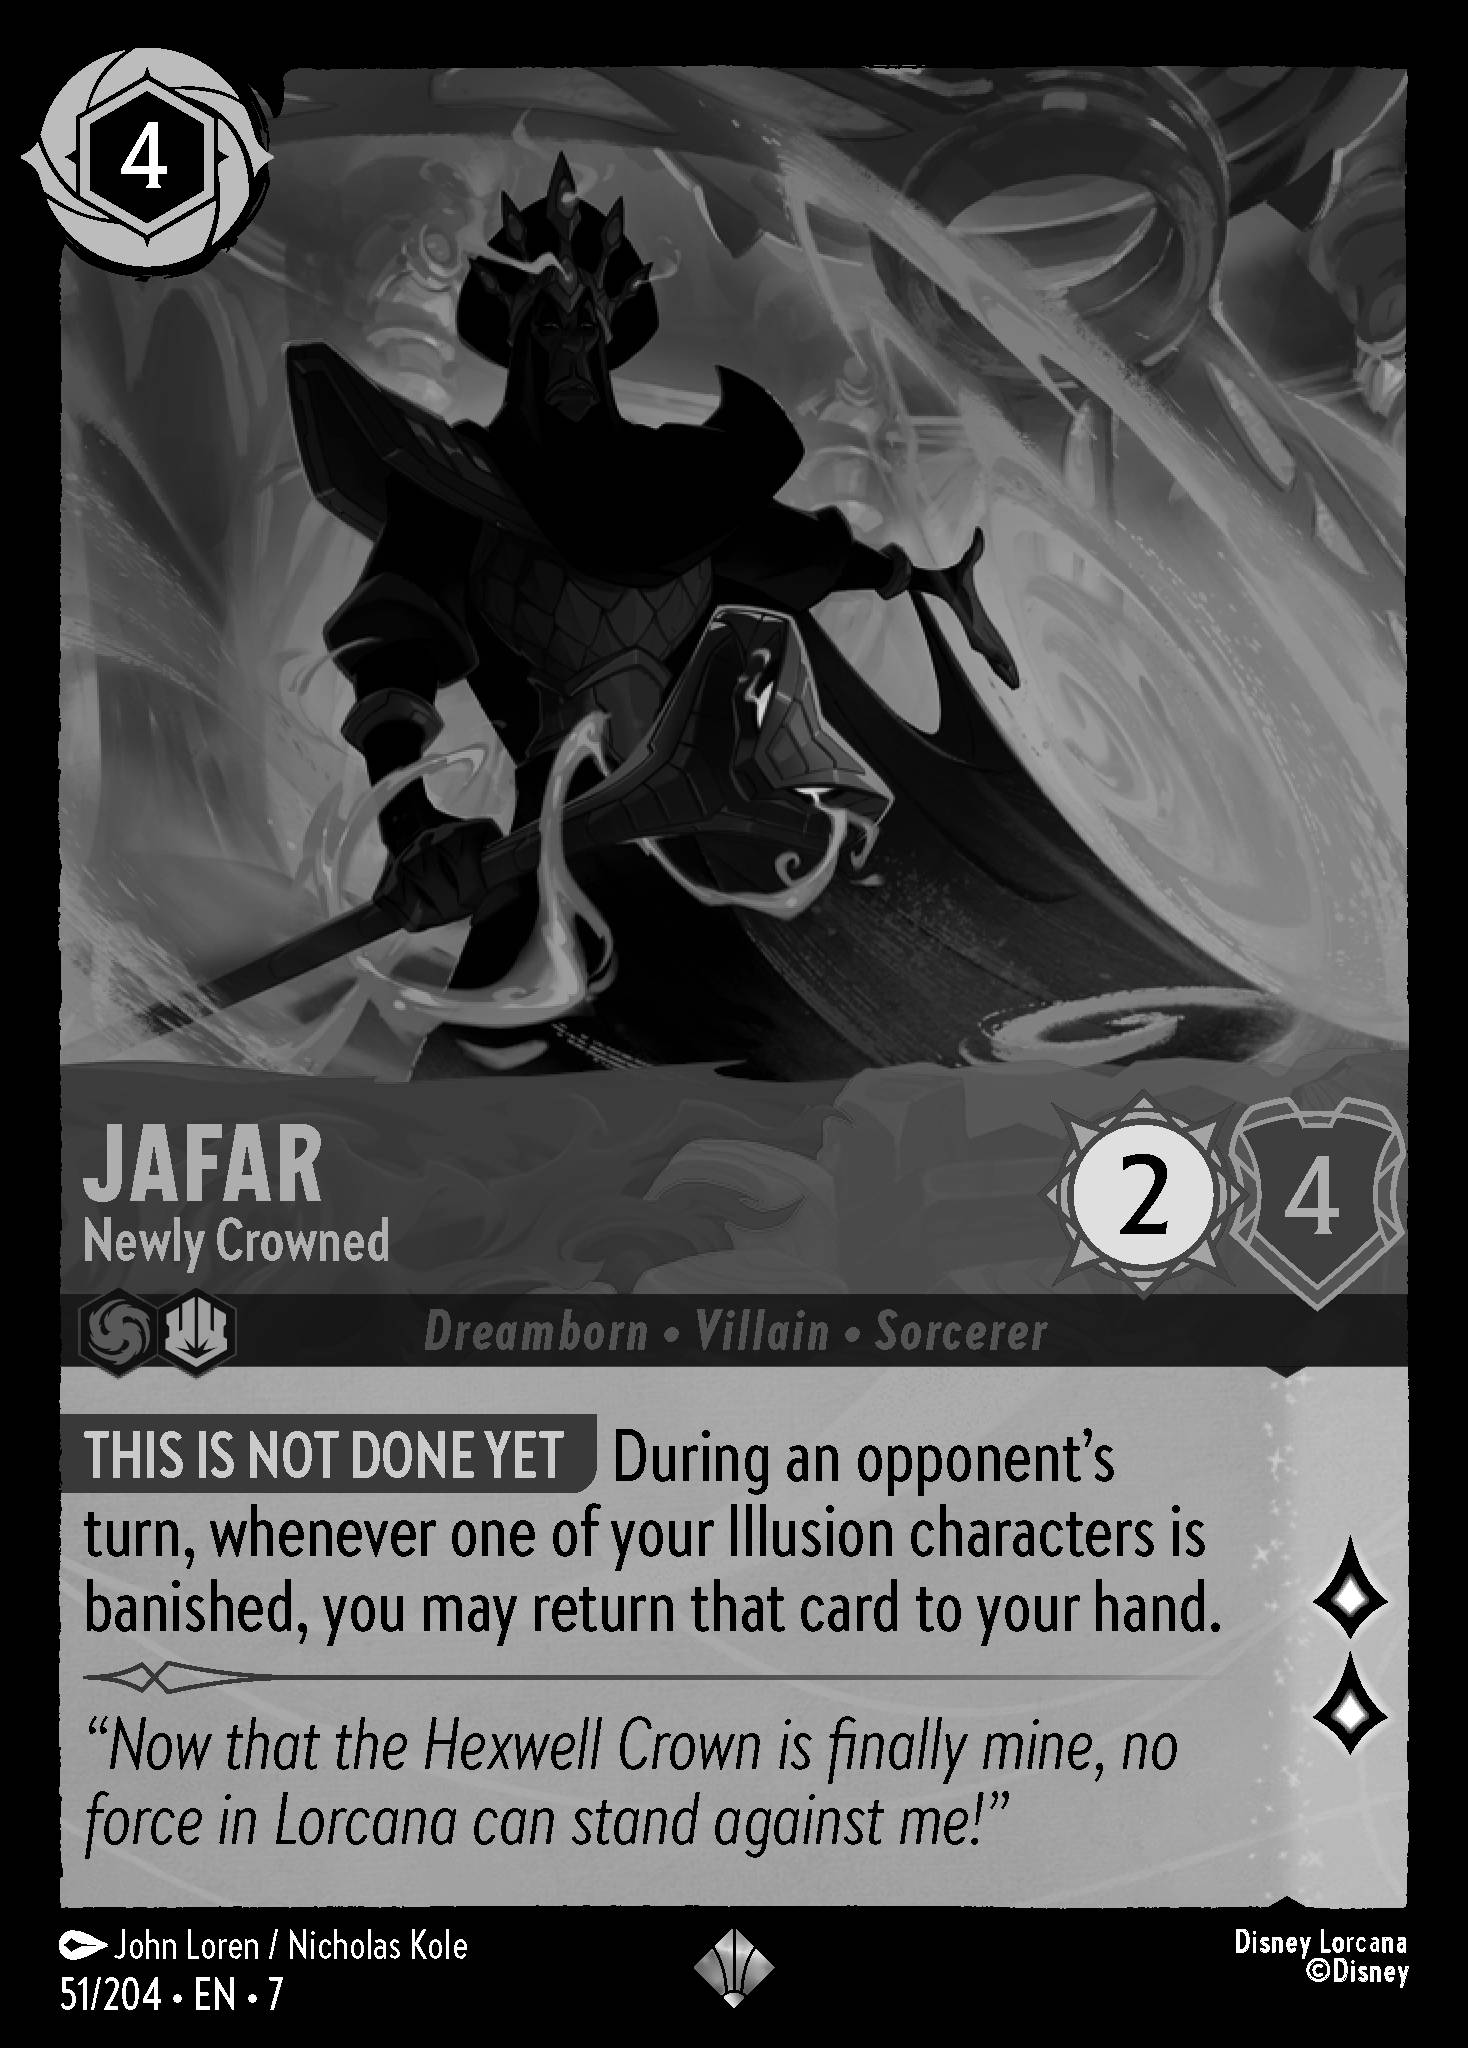 4
JAFAR
Newly Crowned
2
4
Dreamborn • Villain • Sorcerer
THIS IS NOT DONE YET During an opponent’s
turn, whenever one of your Illusion characters is
banished, you may return that card to your hand.
“Now that the Hexwell Crown is finally mine, no
force in Lorcana can stand against me!”
John Loren / Nicholas Kole
51/204 • EN • 7
Disney Lorcana
©Disney